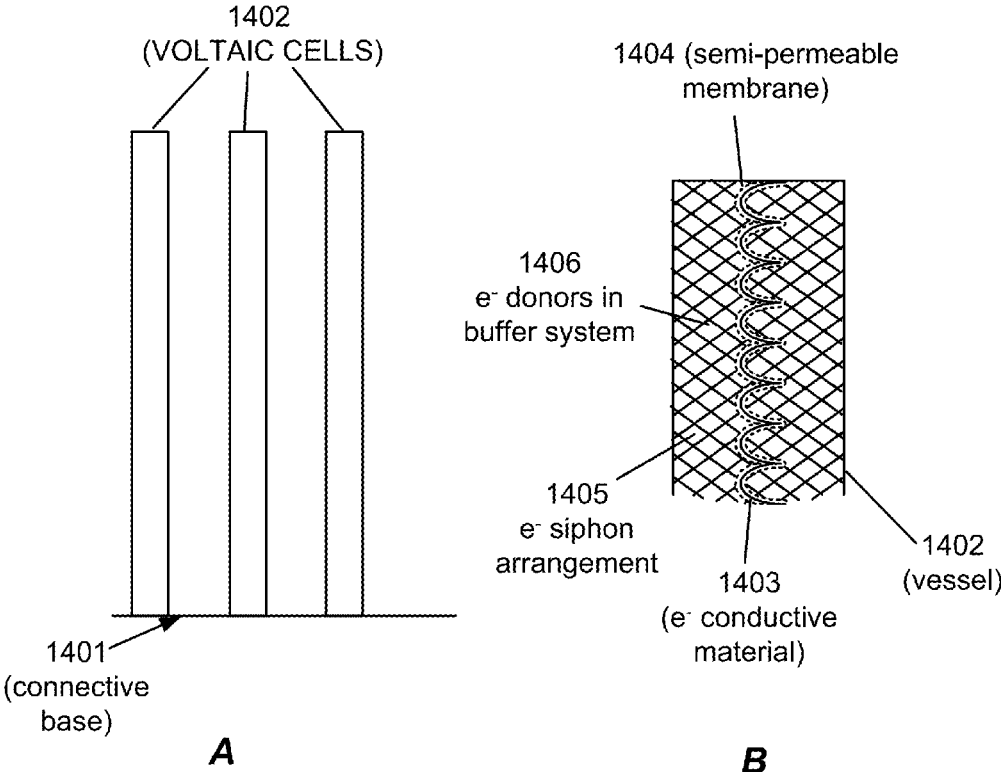 1402
(VOLTAIC CELLS)
1401
(connective
base)
A
1404 (semi-permeable
membrane)
1406
e- donors in
buffer system
1405
e- siphon
arrangement
1403
(e- conductive
material)
1402
(vessel)
B